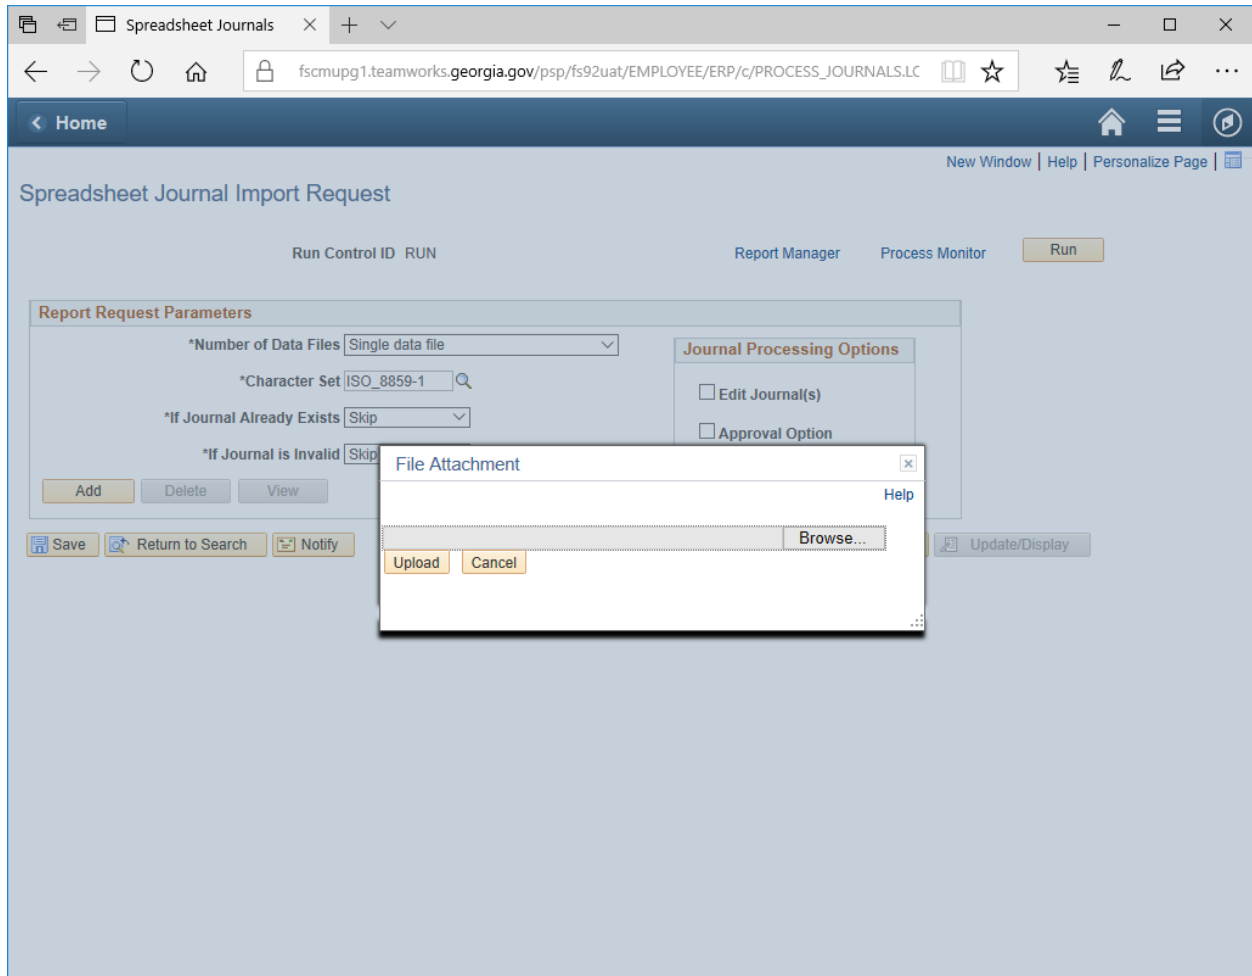 Spreadsheet Journals
fscmupg1.teamworks.georgia.gov/psp/fs92uat/EMPLOYEE/ERP/c/PROCESS_JOURNALS.LC
Home
New Window | Help | Personalize Page |
Spreadsheet Journal Import Request
Run Control ID RUN Report Manager Process Monitor Run
Report Request Parameters
*Number of Data Files Single data file
Journal Processing Options
*Character Set ISO_8859-1
Edit Journal(s)
*If Journal Already Exists Skip
Approval Option
*If Journal is Invalid Skip
File Attachment
Add Delete View
Help
Save Return to Search Notify
Browse...
Update/Display
Upload Cancel